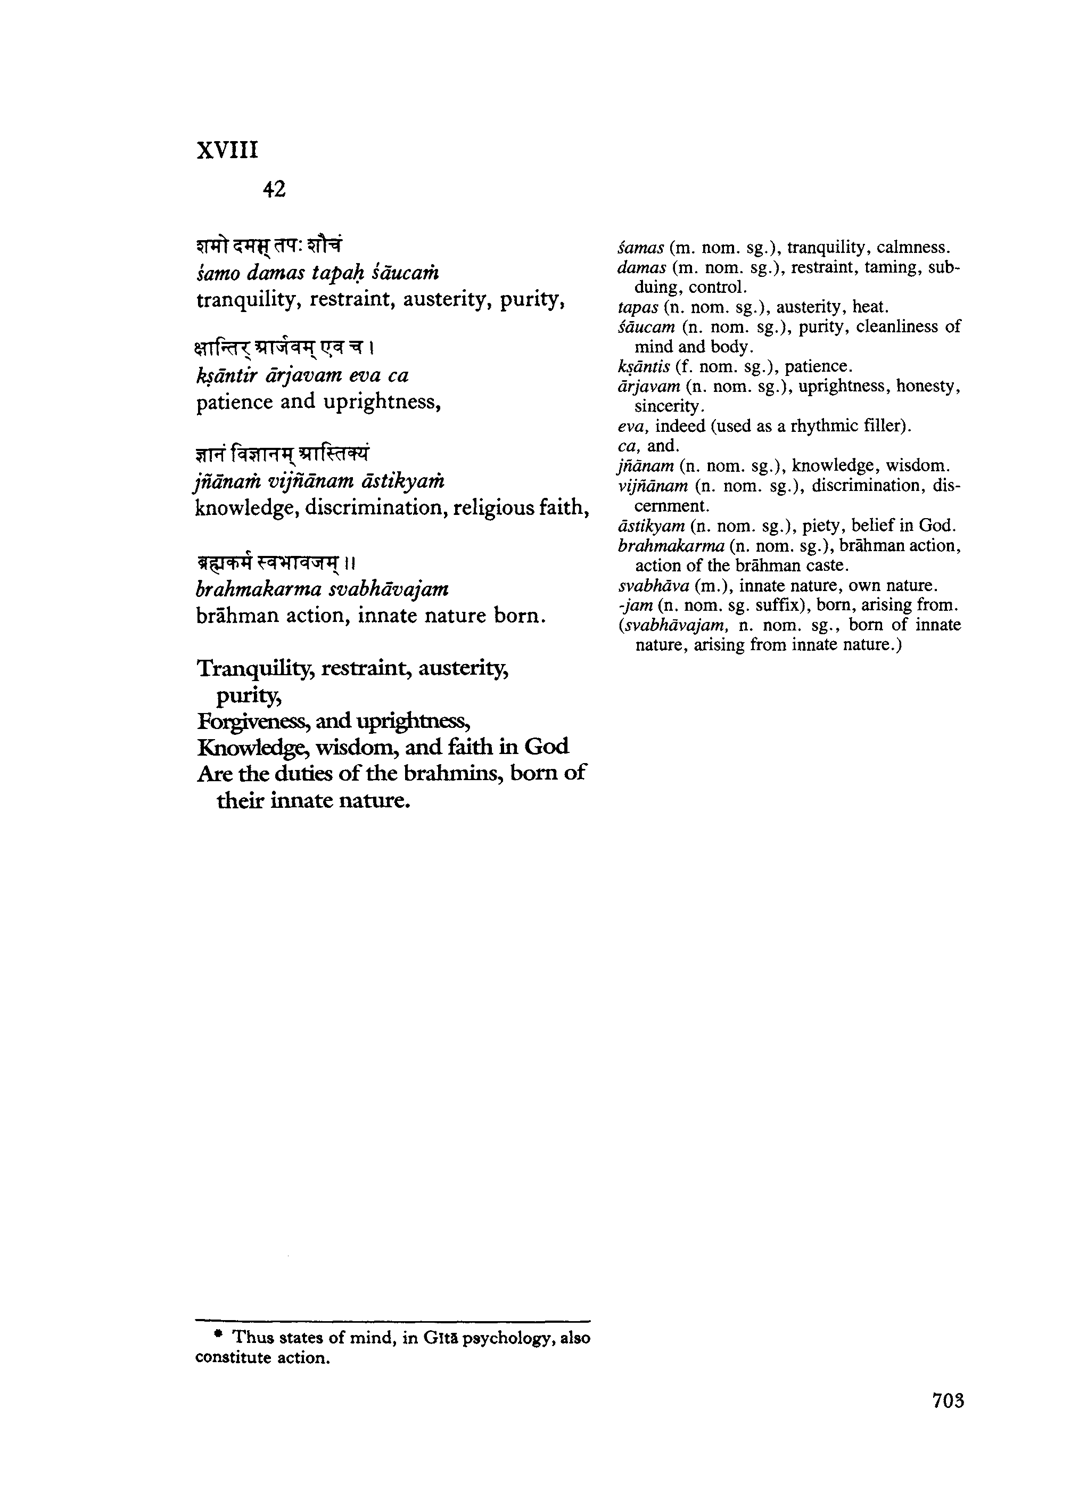 XVIII
42
शमो दमस् तपः शौचं
śamo damas tapaḥ śāucaṁ
tranquility, restraint, austerity, purity,
क्षान्तिर् आर्जवम् एव च ।
kṣāntir ārjavam eva ca
patience and uprightness,
ज्ञानं विज्ञानम् आस्तिक्यं
jñānaṁ vijñānam āstikyaṁ
knowledge, discrimination, religious faith,
ब्रह्मकर्म स्वभावजम् ॥
brahmakarma svabhāvajam
brāhman action, innate nature born.
Tranquility, restraint, austerity,
purity,
Forgiveness, and uprightness,
Knowledge, wisdom, and faith in God
Are the duties of the brahmins, born of
their innate nature.
śamas (m. nom. sg.), tranquility, calmness.
damas (m. nom. sg.), restraint, taming, sub-
duing, control.
tapas (n. nom. sg.), austerity, heat.
śāucam (n. nom. sg.), purity, cleanliness of
mind and body.
kṣāntis (f. nom. sg.), patience.
ārjavam (n. nom. sg.), uprightness, honesty,
sincerity.
eva, indeed (used as a rhythmic filler).
ca, and.
jñānam (n. nom. sg.), knowledge, wisdom.
vijñānam (n. nom. sg.), discrimination, dis-
cernment.
āstikyam (n. nom. sg.), piety, belief in God.
brahmakarma (n. nom. sg.), brāhman action,
action of the brāhman caste.
svabhāva (m.), innate nature, own nature.
-jam (n. nom. sg. suffix), born, arising from.
(svabhāvajam, n. nom. sg., born of innate
nature, arising from innate nature.)
* Thus states of mind, in Gītā psychology, also
constitute action.
703